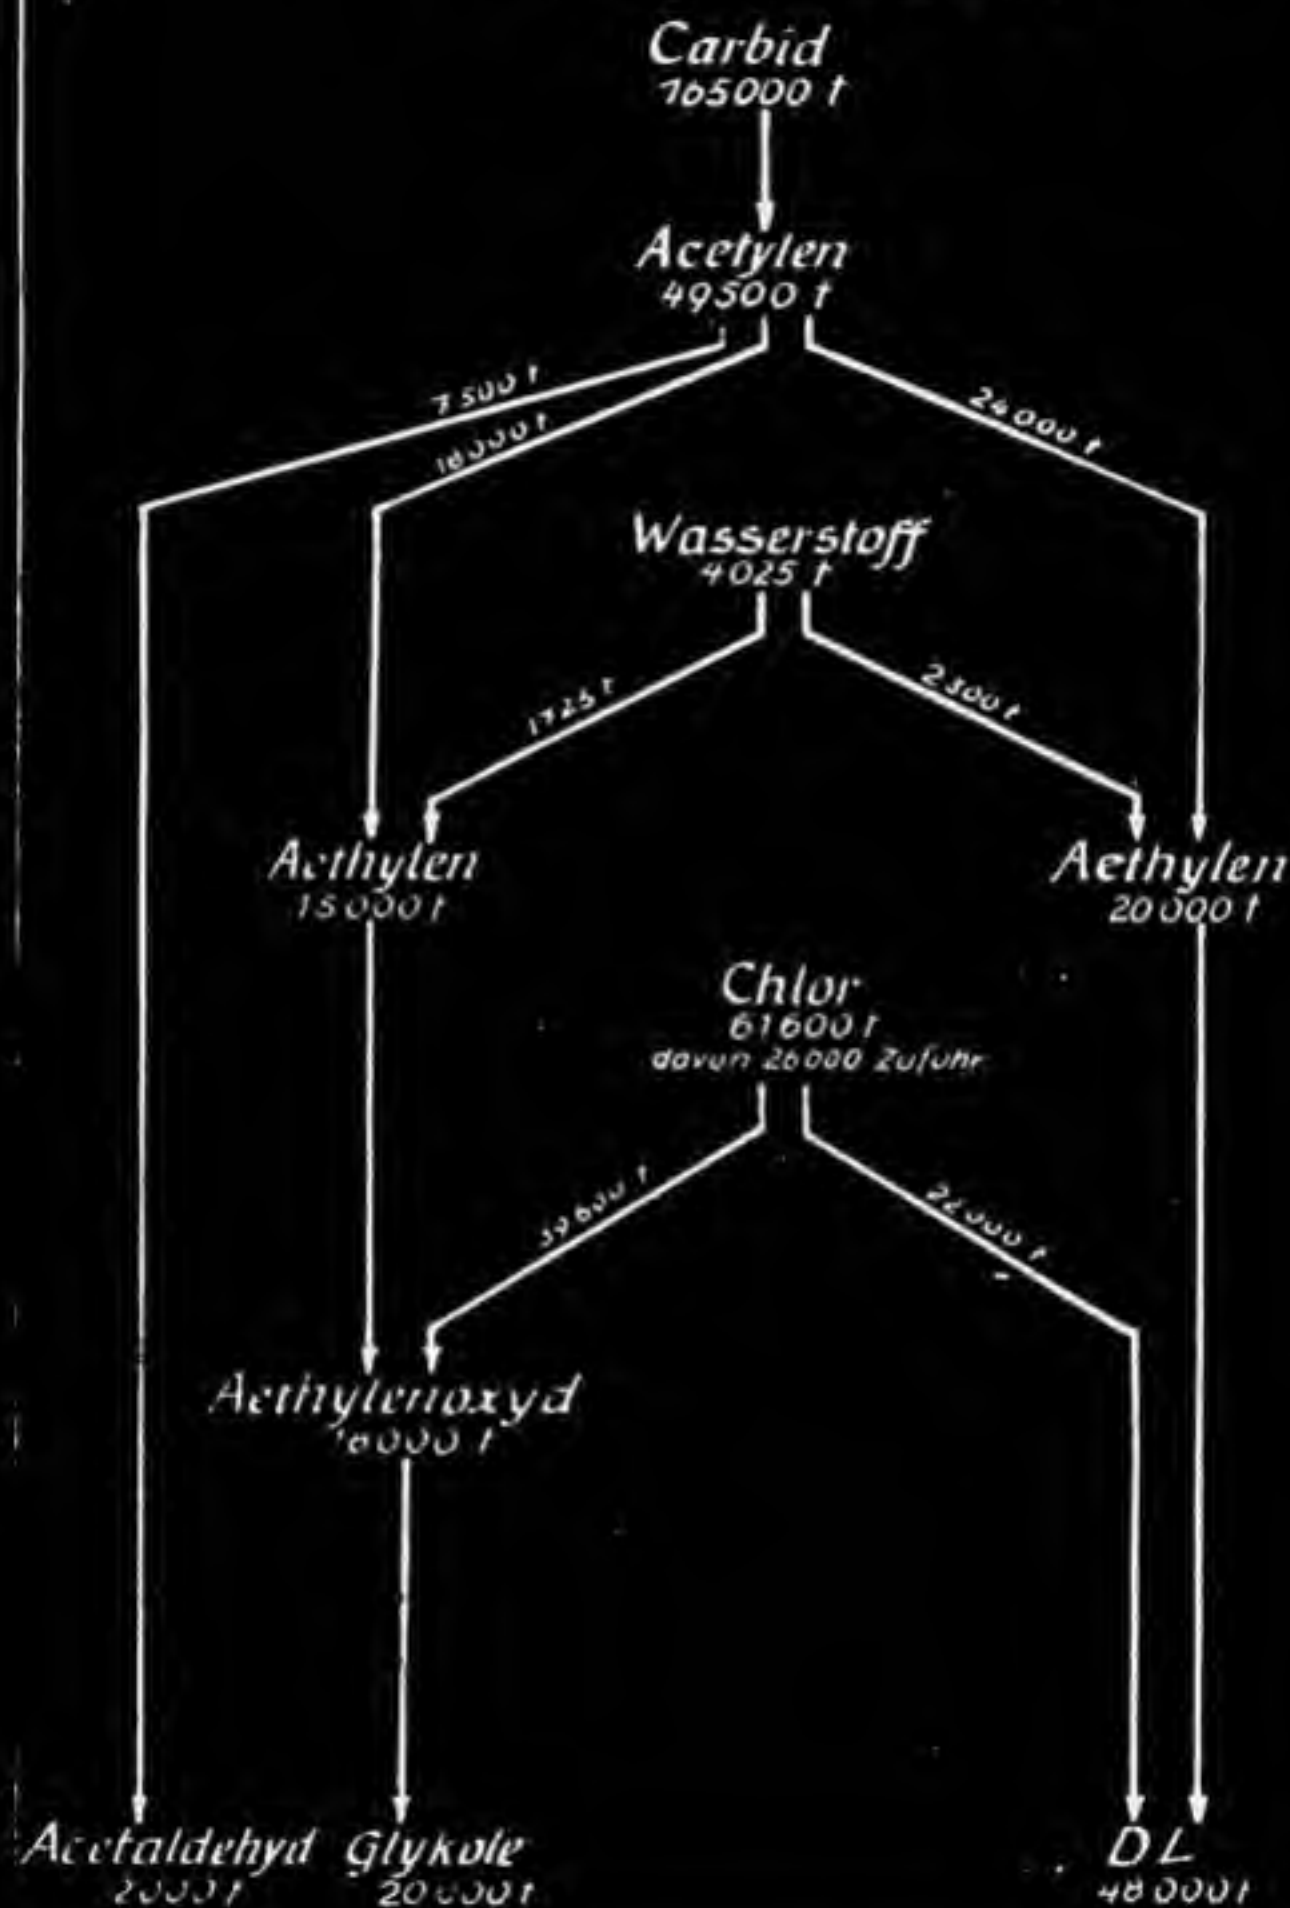 Carbid
165000 t
Acetylen
49500 t
7500 t
18000 t
24000 t
Wasserstoff
4025 t
1725 t
2300 t
Aethylen
15000 t
Aethylen
20000 t
Chlor
61600 t
davon 26000 Zufuhr
39600 t
22000 t
Aethylenoxyd
t
Acetaldehyd Glykole
20000 t
DL
48000 t